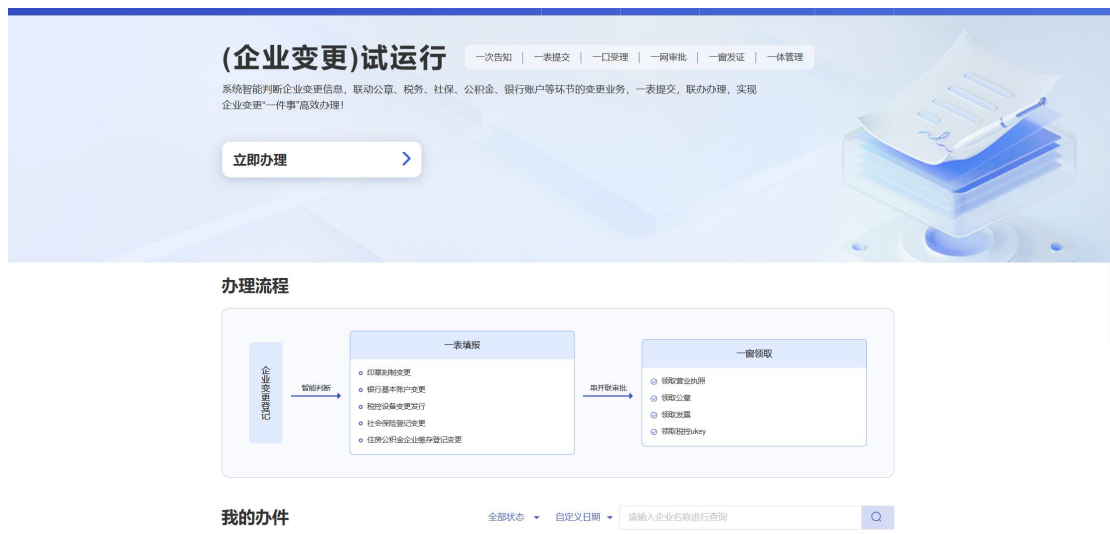 (企业变更)试运行
一次告知 | 一表提交 | 一口受理 | 一网审批 | 一窗发证 | 一体管理
系统智能判断企业变更信息，联动公章、税务、社保、公积金、银行账户等环节的变更业务，一表提交，联办办理，实现
企业变更“一件事”高效办理！
立即办理
办理流程
企业变更登记
智能判断
一表填报
印章刻制变更
银行基本账户变更
税控设备变更发行
社会保险登记变更
住房公积金企业缴存登记变更
串并联审批
一窗领取
领取营业执照
领取公章
领取发票
领取税控ukey
我的办件
全部状态
自定义日期
请输入企业名称进行查询